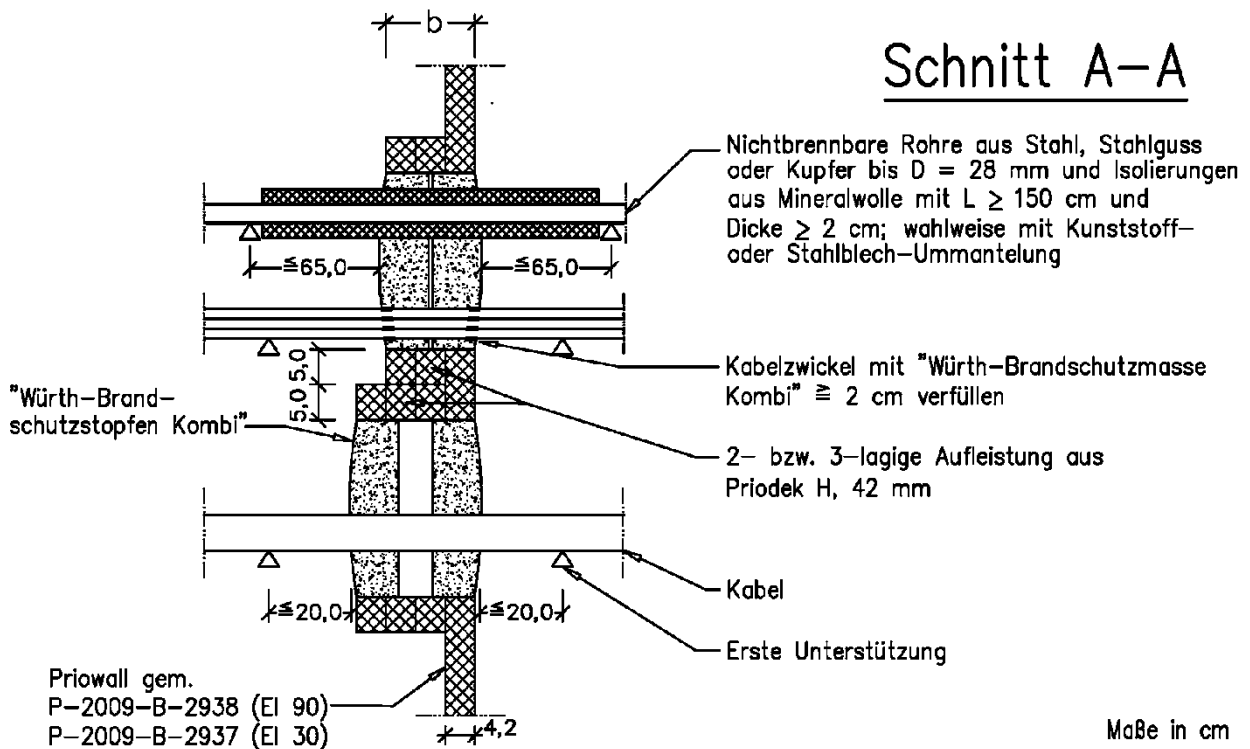 b
Schnitt A-A
Nichtbrennbare Rohre aus Stahl, Stahlguss
oder Kupfer bis D = 28 mm und Isolierungen
aus Mineralwolle mit L ≥ 150 cm und
Dicke ≥ 2 cm; wahlweise mit Kunststoff-
oder Stahlblech-Ummantelung
≦65,0
≦65,0
5,0
5,0
Kabelzwickel mit "Würth-Brandschutzmasse
Kombi" ≧ 2 cm verfüllen
"Würth-Brand-
schutzstopfen Kombi"
2- bzw. 3-lagige Aufleistung aus
Priodek H, 42 mm
Kabel
≦20,0
≦20,0
Erste Unterstützung
Priowall gem.
P-2009-B-2938 (EI 90)
P-2009-B-2937 (EI 30)
4,2
Maße in cm